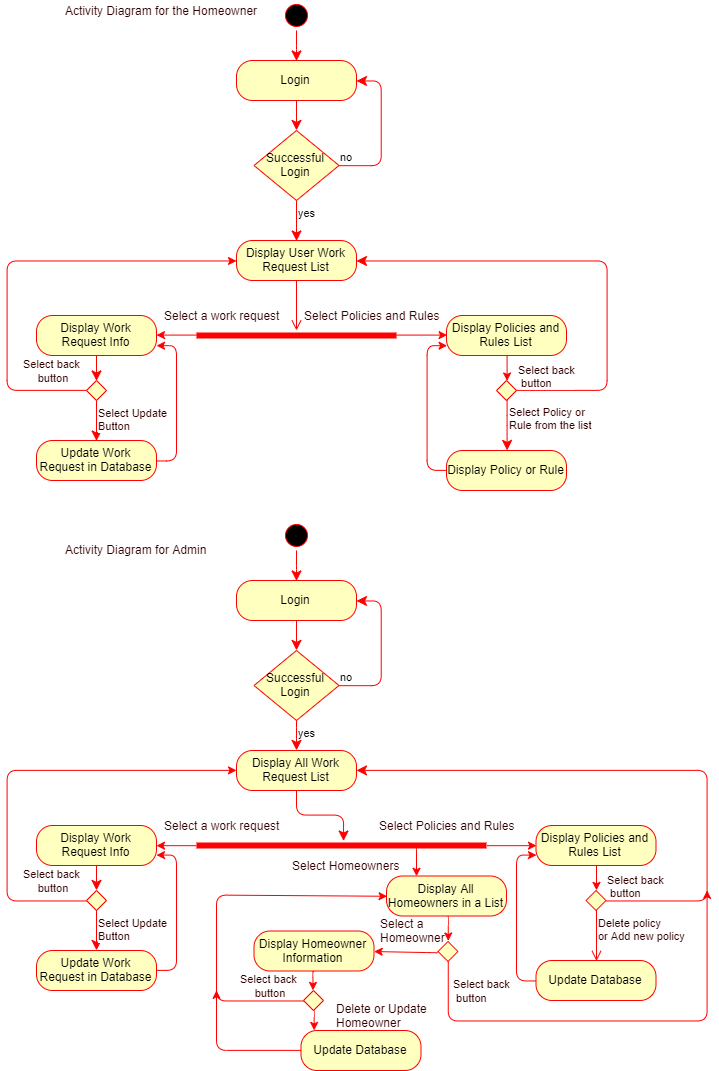 Activity Diagram for the Homeowner
Login
Successful
Login
no
yes
Display User Work
Request List
Select a work request
Select Policies and Rules
Display Work
Request Info
Display Policies and
Rules List
Select back
button
Select back
button
Select Update
Button
Select Policy or
Rule from the list
Update Work
Request in Database
Display Policy or Rule
Activity Diagram for Admin
Login
Successful
Login
no
yes
Display All Work
Request List
Select a work request
Select Policies and Rules
Display Work
Request Info
Display Policies and
Rules List
Select Homeowners
Select back
button
Display All
Homeowners in a List
Select back
button
Select Update
Button
Select a
Homeowner
Delete policy
or Add new policy
Display Homeowner
Information
Update Work
Request in Database
Select back
button
Select back
button
Update Database
Delete or Update
Homeowner
Update Database